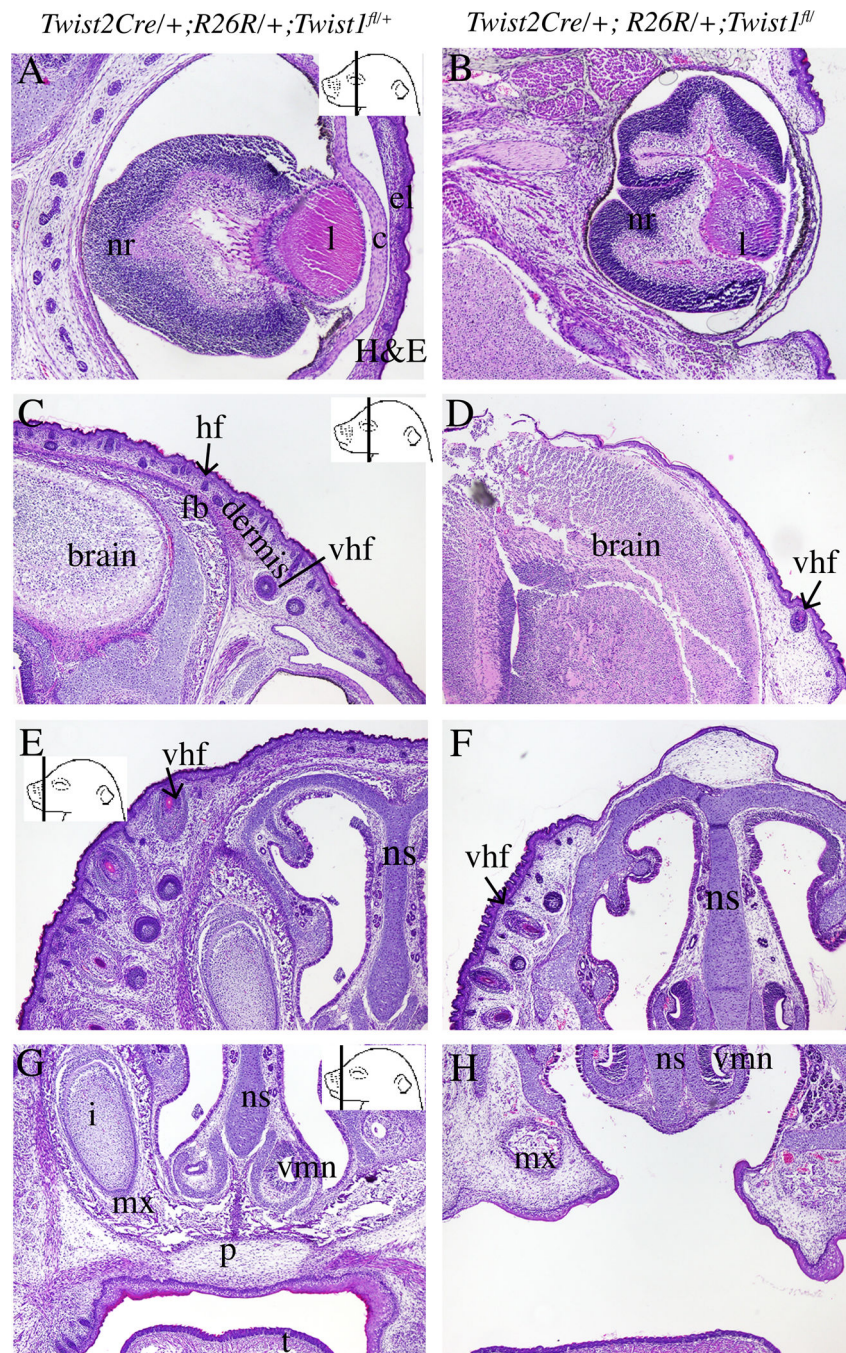 Twist2Cre/+;R26R/+;Twist1fl/+
Twist2Cre/+; R26R/+;Twist1fl/
A
nr
l
c
el
H&E
B
nr
l
C
hf
fb
dermis
vhf
brain
D
brain
vhf
E
vhf
ns
F
vhf
ns
G
i
ns
vmn
mx
p
t
H
ns
vmn
mx